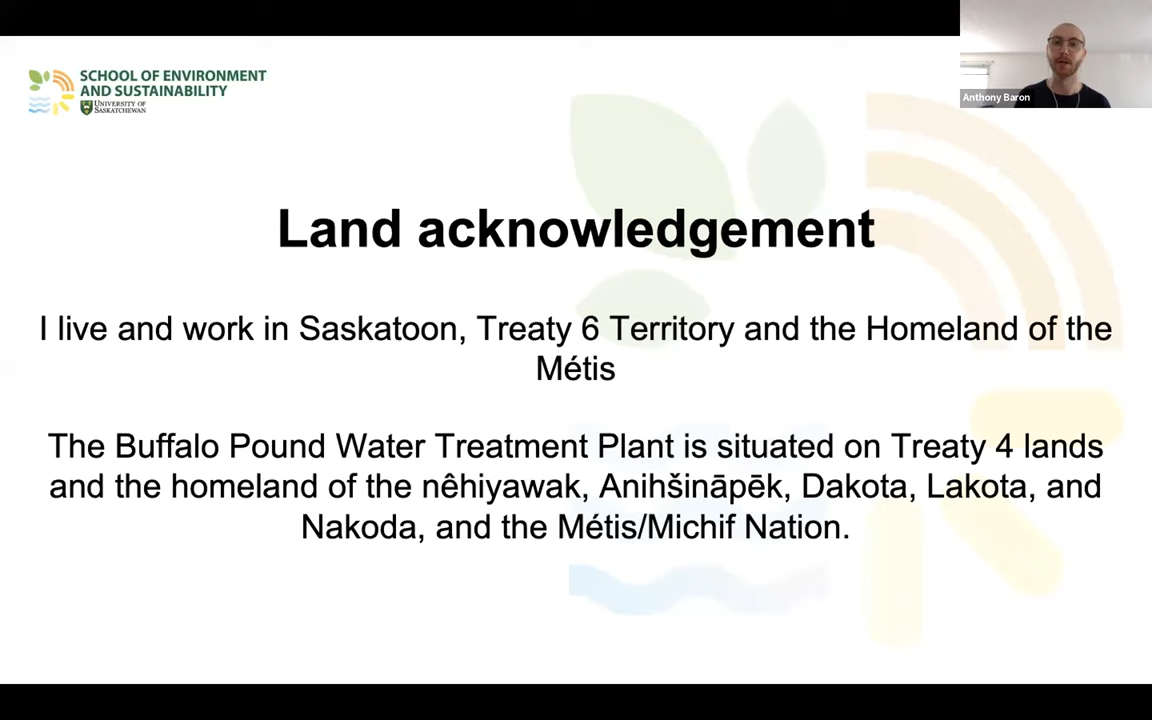 SCHOOL OF ENVIRONMENT
AND SUSTAINABILITY
UNIVERSITY OF
SASKATCHEWAN
Anthony Baron
Land acknowledgement
I live and work in Saskatoon, Treaty 6 Territory and the Homeland of the
Métis
The Buffalo Pound Water Treatment Plant is situated on Treaty 4 lands
and the homeland of the nêhiyawak, Anihšināpēk, Dakota, Lakota, and
Nakoda, and the Métis/Michif Nation.